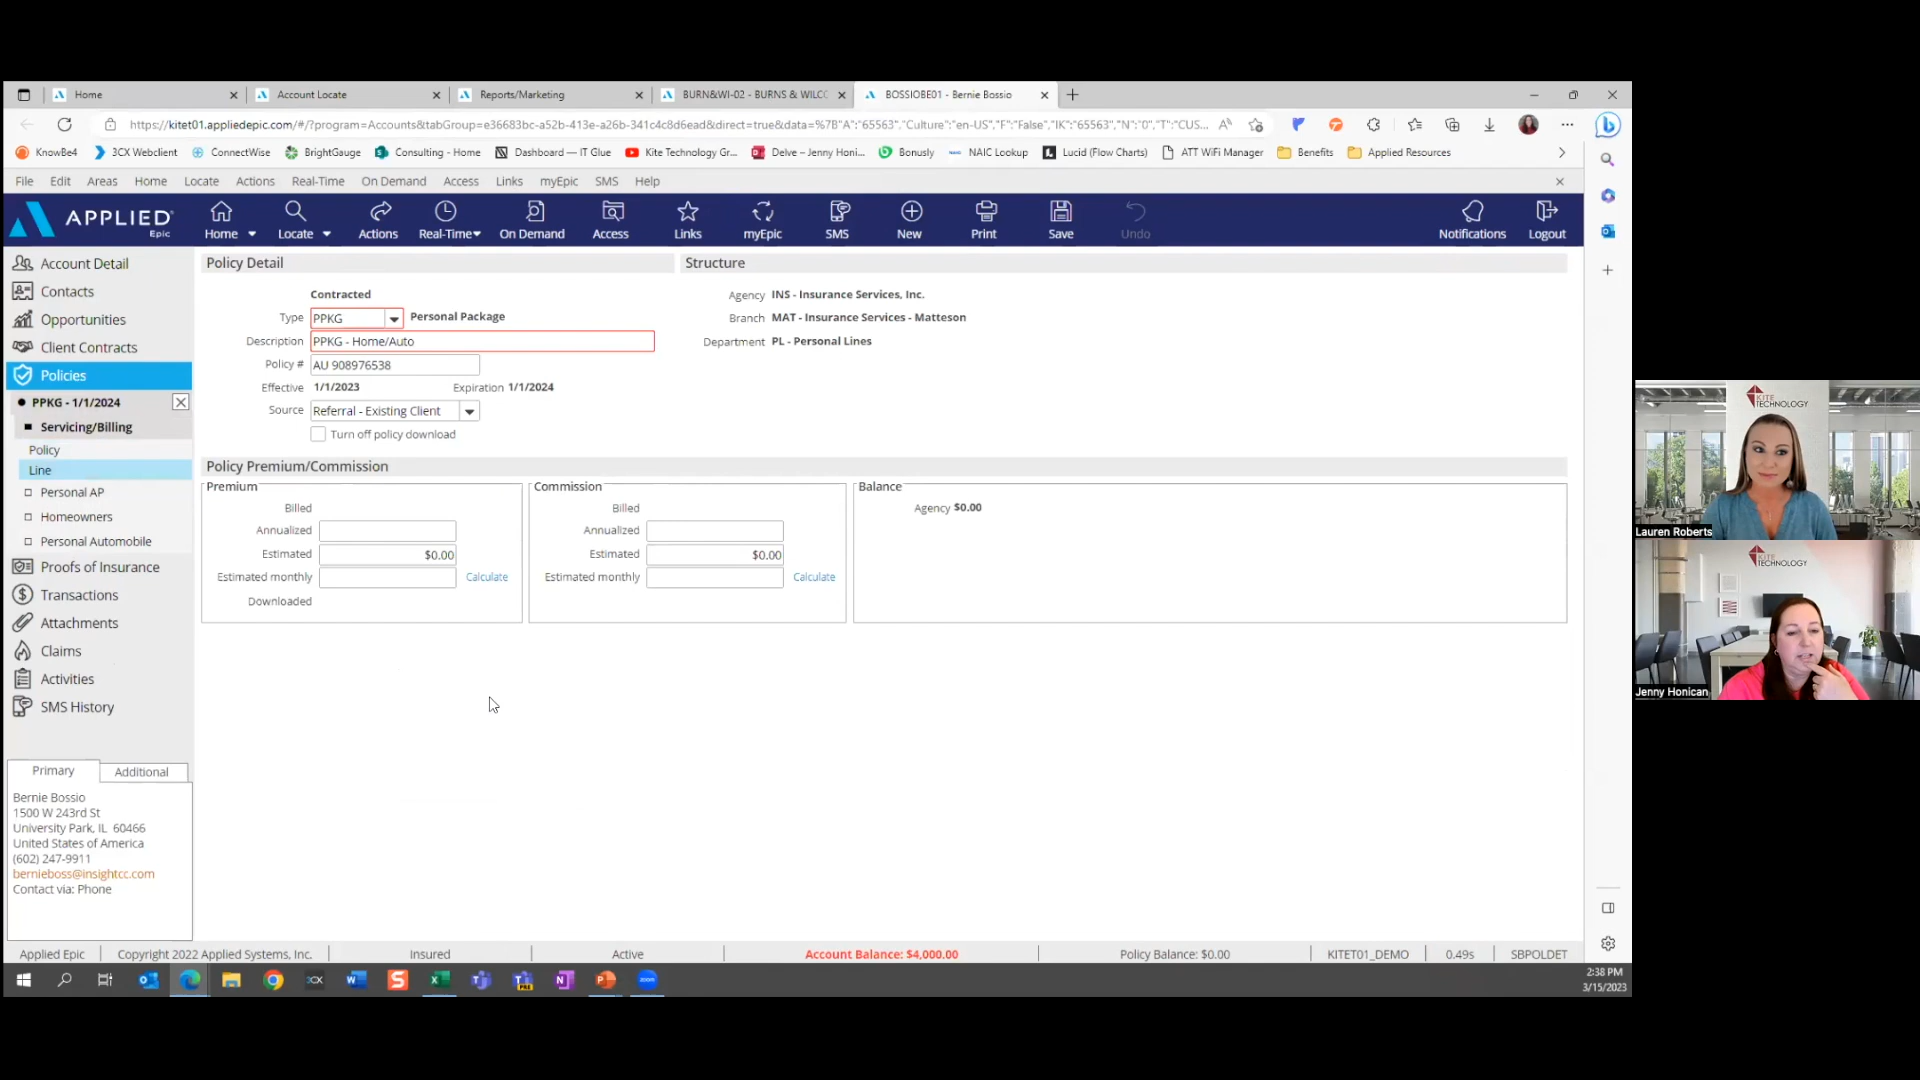 Home
Account Locate
Reports/Marketing
BURN&WI-02 - BURNS & WILCO
BOSSIOBE01 - Bernie Bossio
https://kitet01.appliedepic.com/#/?program=Accounts&tabGroup=e36683bc-a52b-413e-a26b-341c4c8d6ead&direct=true&data=%7B"A":"65563","Culture":"en-US","F":"False","IK":"65563","N":"0","T":"CUS...
KnowBe4
3CX Webclient
ConnectWise
BrightGauge
Consulting - Home
Dashboard — IT Glue
Kite Technology Gr...
Delve – Jenny Honi...
Bonusly
NAIC Lookup
Lucid (Flow Charts)
ATT WiFi Manager
Benefits
Applied Resources
File Edit Areas Home Locate Actions Real-Time On Demand Access Links myEpic SMS Help
APPLIED
Epic
Home
Locate
Actions
Real-Time
On Demand
Access
Links
myEpic
SMS
New
Print
Save
Undo
Notifications
Logout
Account Detail
Contacts
Opportunities
Client Contracts
Policies
PPKG - 1/1/2024
Servicing/Billing
Policy
Line
Personal AP
Homeowners
Personal Automobile
Proofs of Insurance
Transactions
Attachments
Claims
Activities
SMS History
Primary
Additional
Bernie Bossio
1500 W 243rd St
University Park, IL 60466
United States of America
(602) 247-9911
bernieboss@insightcc.com
Contact via: Phone
Policy Detail
Contracted
Type PPKG Personal Package
Description PPKG - Home/Auto
Policy # AU 908976538
Effective 1/1/2023 Expiration 1/1/2024
Source Referral - Existing Client
Turn off policy download
Structure
Agency INS - Insurance Services, Inc.
Branch MAT - Insurance Services - Matteson
Department PL - Personal Lines
Policy Premium/Commission
Premium
Billed
Annualized
Estimated $0.00
Estimated monthly Calculate
Downloaded
Commission
Billed
Annualized
Estimated $0.00
Estimated monthly Calculate
Balance
Agency $0.00
Applied Epic
Copyright 2022 Applied Systems, Inc.
Insured
Active
Account Balance: $4,000.00
Policy Balance: $0.00
KITET01_DEMO
0.49s
SBPOLDET
2:38 PM
3/15/2023
KITE
TECHNOLOGY
Lauren Roberts
KITE
TECHNOLOGY
Jenny Honican